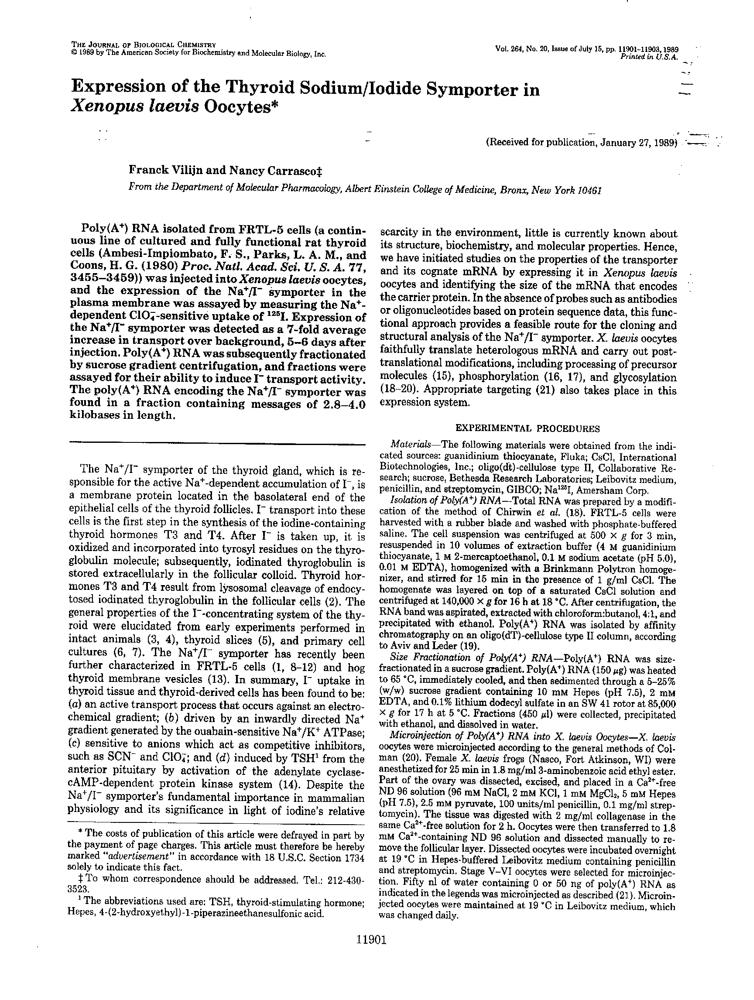 THE JOURNAL OF BIOLOGICAL CHEMISTRY
© 1989 by The American Society for Biochemistry and Molecular Biology, Inc.
Vol. 264, No. 20, Issue of July 15, pp. 11901-11903, 1989
Printed in U.S.A.
Expression of the Thyroid Sodium/Iodide Symporter in
Xenopus laevis Oocytes*
(Received for publication, January 27, 1989)
Franck Vilijn and Nancy Carrasco‡
From the Department of Molecular Pharmacology, Albert Einstein College of Medicine, Bronx, New York 10461
Poly(A⁺) RNA isolated from FRTL-5 cells (a contin-
uous line of cultured and fully functional rat thyroid
cells (Ambesi-Impiombato, F. S., Parks, L. A. M., and
Coons, H. G. (1980) Proc. Natl. Acad. Sci. U. S. A. 77,
3455-3459)) was injected into Xenopus laevis oocytes,
and the expression of the Na⁺/I⁻ symporter in the
plasma membrane was assayed by measuring the Na⁺-
dependent ClO₄⁻-sensitive uptake of ¹²⁵I. Expression of
the Na⁺/I⁻ symporter was detected as a 7-fold average
increase in transport over background, 5-6 days after
injection. Poly(A⁺) RNA was subsequently fractionated
by sucrose gradient centrifugation, and fractions were
assayed for their ability to induce I⁻ transport activity.
The poly(A⁺) RNA encoding the Na⁺/I⁻ symporter was
found in a fraction containing messages of 2.8-4.0
kilobases in length.
The Na⁺/I⁻ symporter of the thyroid gland, which is re-
sponsible for the active Na⁺-dependent accumulation of I⁻, is
a membrane protein located in the basolateral end of the
epithelial cells of the thyroid follicles. I⁻ transport into these
cells is the first step in the synthesis of the iodine-containing
thyroid hormones T3 and T4. After I⁻ is taken up, it is
oxidized and incorporated into tyrosyl residues on the thyro-
globulin molecule; subsequently, iodinated thyroglobulin is
stored extracellularly in the follicular colloid. Thyroid hor-
mones T3 and T4 result from lysosomal cleavage of endocy-
tosed iodinated thyroglobulin in the follicular cells (2). The
general properties of the I⁻-concentrating system of the thy-
roid were elucidated from early experiments performed in
intact animals (3, 4), thyroid slices (5), and primary cell
cultures (6, 7). The Na⁺/I⁻ symporter has recently been
further characterized in FRTL-5 cells (1, 8-12) and hog
thyroid membrane vesicles (13). In summary, I⁻ uptake in
thyroid tissue and thyroid-derived cells has been found to be:
(a) an active transport process that occurs against an electro-
chemical gradient; (b) driven by an inwardly directed Na⁺
gradient generated by the ouabain-sensitive Na⁺/K⁺ ATPase;
(c) sensitive to anions which act as competitive inhibitors,
such as SCN⁻ and ClO₄⁻; and (d) induced by TSH¹ from the
anterior pituitary by activation of the adenylate cyclase-
cAMP-dependent protein kinase system (14). Despite the
Na⁺/I⁻ symporter's fundamental importance in mammalian
physiology and its significance in light of iodine's relative
* The costs of publication of this article were defrayed in part by
the payment of page charges. This article must therefore be hereby
marked "advertisement" in accordance with 18 U.S.C. Section 1734
solely to indicate this fact.
‡ To whom correspondence should be addressed. Tel.: 212-430-
3523.
¹ The abbreviations used are: TSH, thyroid-stimulating hormone;
Hepes, 4-(2-hydroxyethyl)-1-piperazineethanesulfonic acid.
scarcity in the environment, little is currently known about
its structure, biochemistry, and molecular properties. Hence,
we have initiated studies on the properties of the transporter
and its cognate mRNA by expressing it in Xenopus laevis
oocytes and identifying the size of the mRNA that encodes
the carrier protein. In the absence of probes such as antibodies
or oligonucleotides based on protein sequence data, this func-
tional approach provides a feasible route for the cloning and
structural analysis of the Na⁺/I⁻ symporter. X. laevis oocytes
faithfully translate heterologous mRNA and carry out post-
translational modifications, including processing of precursor
molecules (15), phosphorylation (16, 17), and glycosylation
(18-20). Appropriate targeting (21) also takes place in this
expression system.
EXPERIMENTAL PROCEDURES
Materials—The following materials were obtained from the indi-
cated sources: guanidinium thiocyanate, Fluka; CsCl, International
Biotechnologies, Inc.; oligo(dt)-cellulose type II, Collaborative Re-
search; sucrose, Bethesda Research Laboratories; Leibovitz medium,
penicillin, and streptomycin, GIBCO; Na¹²⁵I, Amersham Corp.
Isolation of Poly(A⁺) RNA—Total RNA was prepared by a modifi-
cation of the method of Chirwin et al. (18). FRTL-5 cells were
harvested with a rubber blade and washed with phosphate-buffered
saline. The cell suspension was centifuged at 500 × g for 3 min,
resuspended in 10 volumes of extraction buffer (4 M guanidinium
thiocyanate, 1 M 2-mercaptoethanol, 0.1 M sodium acetate (pH 5.0),
0.01 M EDTA), homogenized with a Brinkmann Polytron homoge-
nizer, and stirred for 15 min in the presence of 1 g/ml CsCl. The
homogenate was layered on top of a saturated CsCl solution and
centrifuged at 140,000 × g for 16 h at 18 °C. After centrifugation, the
RNA band was aspirated, extracted with chloroform:butanol, 4:1, and
precipitated with ethanol. Poly(A⁺) RNA was isolated by affinity
chromatography on an oligo(dT)-cellulose type II column, according
to Aviv and Leder (19).
Size Fractionation of Poly(A⁺) RNA—Poly(A⁺) RNA was size-
fractionated in a sucrose gradient. Poly(A⁺) RNA (150 μg) was heated
to 65 °C, immediately cooled, and then sedimented through a 5-25%
(w/w) sucrose gradient containing 10 mM Hepes (pH 7.5), 2 mM
EDTA, and 0.1% lithium dodecyl sulfate in an SW 41 rotor at 85,000
× g for 17 h at 5 °C. Fractions (450 μl) were collected, precipitated
with ethanol, and dissolved in water.
Microinjection of Poly(A⁺) RNA into X. laevis Oocytes—X. laevis
oocytes were microinjected according to the general methods of Col-
man (20). Female X. laevis frogs (Nasco, Fort Atkinson, WI) were
anesthetized for 25 min in 1.8 mg/ml 3-aminobenzoic acid ethyl ester.
Part of the ovary was dissected, excised, and placed in a Ca²⁺-free
ND 96 solution (96 mM NaCl, 2 mM KCl, 1 mM MgCl₂, 5 mM Hepes
(pH 7.5), 2.5 mM pyruvate, 100 units/ml penicillin, 0.1 mg/ml strep-
tomycin). The tissue was digested with 2 mg/ml collagenase in the
same Ca²⁺-free solution for 2 h. Oocytes were then transferred to 1.8
mM Ca²⁺-containing ND 96 solution and dissected manually to re-
move the follicular layer. Dissected oocytes were incubated overnight
at 19 °C in Hepes-buffered Leibovitz medium containing penicillin
and streptomycin. Stage V-VI oocytes were selected for microinjec-
tion. Fifty nl of water containing 0 or 50 ng of poly(A⁺) RNA as
indicated in the legends was microinjected as described (21). Microin-
jected oocytes were maintained at 19 °C in Leibovitz medium, which
was changed daily.
11901